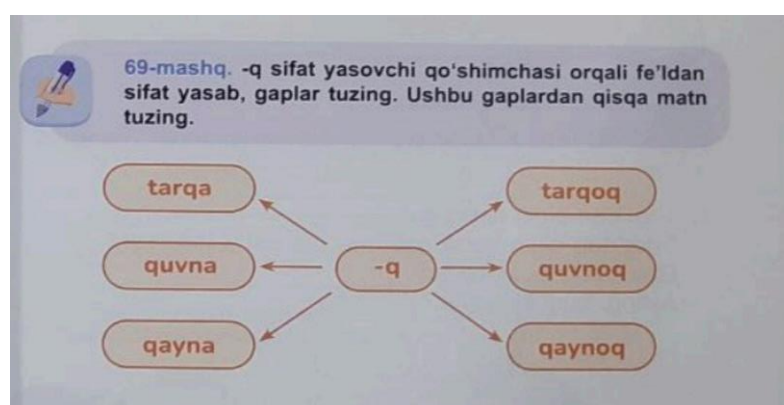 69-mashq. -q sifat yasovchi qo‘shimchasi orqali fe’ldan
sifat yasab, gaplar tuzing. Ushbu gaplardan qisqa matn
tuzing.
tarqa
tarqoq
quvna
-q
quvnoq
qayna
qaynoq